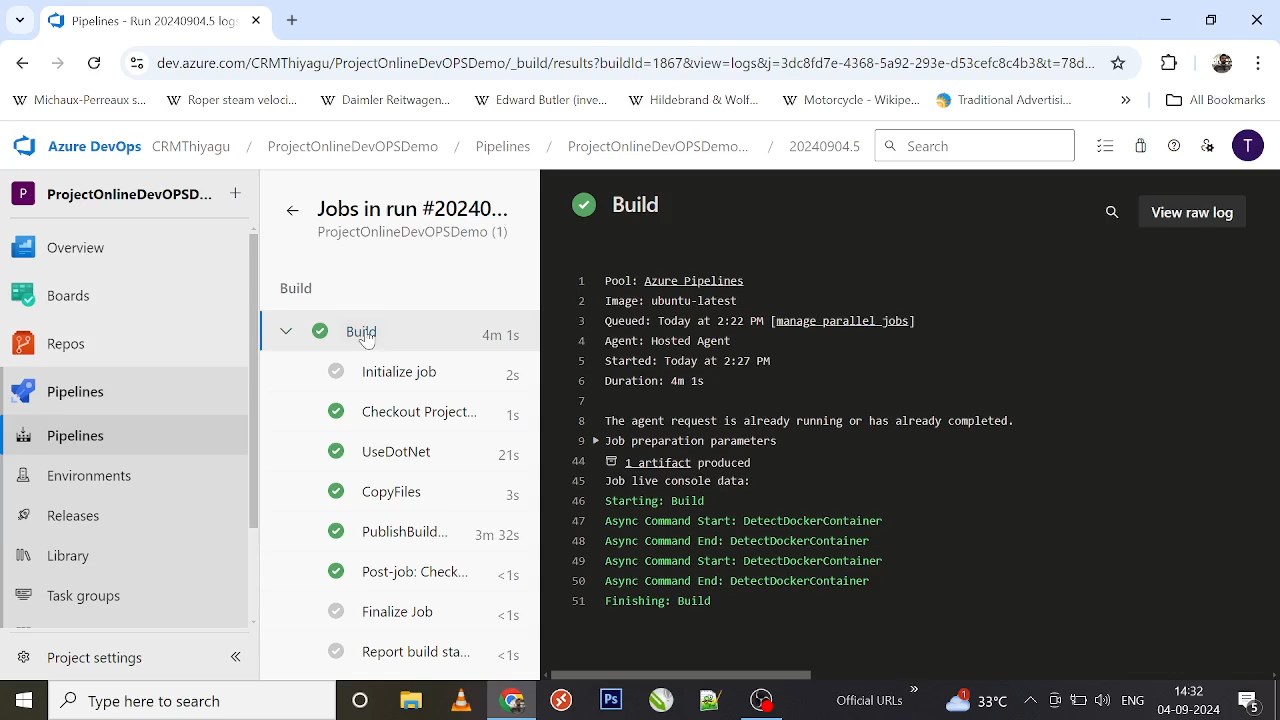 Pipelines - Run 20240904.5 log
dev.azure.com/CRMThiyagu/ProjectOnlineDevOPSDemo/_build/results?buildId=1867&view=logs&j=3dc8fd7e-4368-5a92-293e-d53cefc8c4b3&t=78d...
Michaux-Perreaux s...
Roper steam veloci...
Daimler Reitwagen...
Edward Butler (inve...
Hildebrand & Wolf...
Motorcycle - Wikipe...
Traditional Advertisi...
»
All Bookmarks
Azure DevOps CRMThiyagu / ProjectOnlineDevOPSDemo / Pipelines / ProjectOnlineDevOPSDemo... / 20240904.5
Search
T
P ProjectOnlineDevOPSD... +
Overview
Boards
Repos
Pipelines
Pipelines
Environments
Releases
Library
Task groups
Project settings
Jobs in run #20240...
ProjectOnlineDevOPSDemo (1)
Build
Build 4m 1s
Initialize job 2s
Checkout Project... 1s
UseDotNet 21s
CopyFiles 3s
PublishBuild... 3m 32s
Post-job: Check... <1s
Finalize Job <1s
Report build sta... <1s
Build
View raw log
1 Pool: Azure Pipelines
2 Image: ubuntu-latest
3 Queued: Today at 2:22 PM [manage parallel jobs]
4 Agent: Hosted Agent
5 Started: Today at 2:27 PM
6 Duration: 4m 1s
7
8 The agent request is already running or has already completed.
9 Job preparation parameters
44 1 artifact produced
45 Job live console data:
46 Starting: Build
47 Async Command Start: DetectDockerContainer
48 Async Command End: DetectDockerContainer
49 Async Command Start: DetectDockerContainer
50 Async Command End: DetectDockerContainer
51 Finishing: Build
Type here to search
Ps
Official URLs
»
1
33°C
ENG
14:32
04-09-2024
5